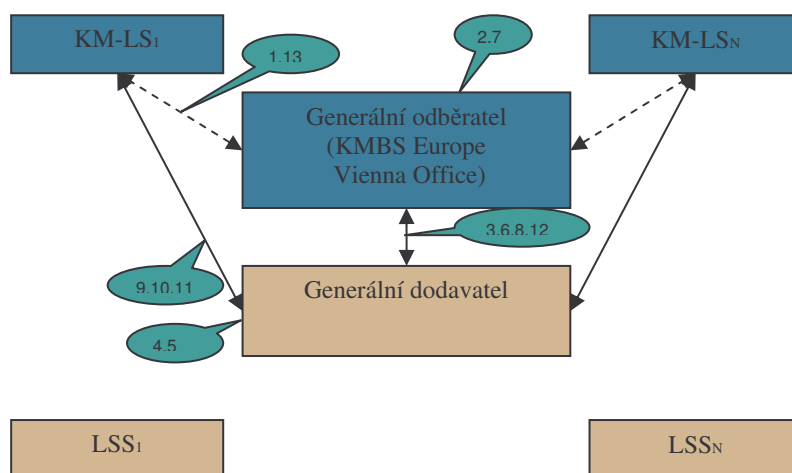 KM-LS1
KM-LSN
1.13
2.7
Generální odběratel
(KMBS Europe
Vienna Office)
3.6.8.12
9.10.11
Generální dodavatel
4.5
LSS1
LSSN